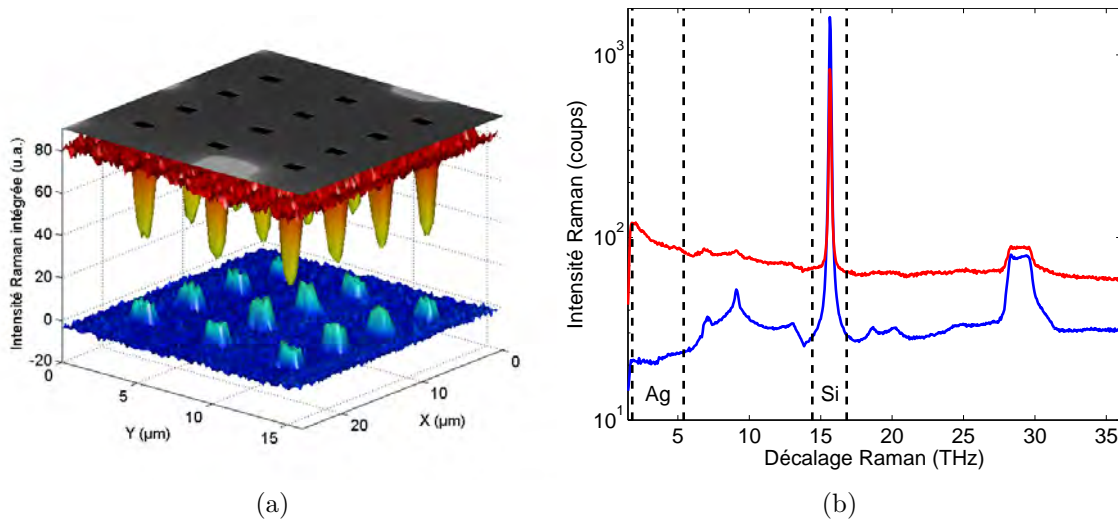 Intensité Raman intégrée (u.a.)
80
60
40
20
0
-20
0
5
10
15
Y (µm)
20
10
0
X (µm)
(a)
Intensité Raman (coups)
10³
10²
10¹
Ag
Si
5
10
15
20
25
30
35
Décalage Raman (THz)
(b)